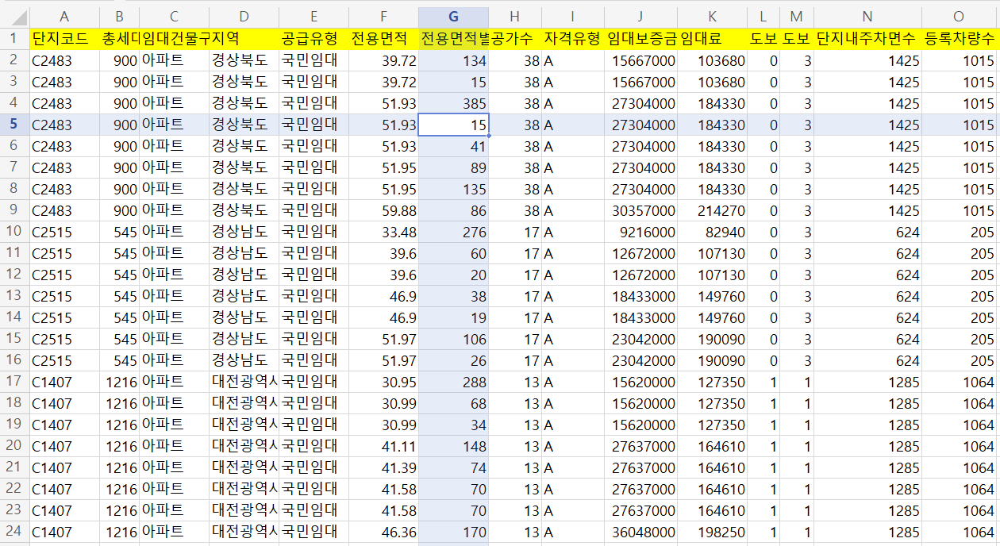 A B C D E F G H I J K L M N O
1 단지코드 총세대 임대건물구 지역 공급유형 전용면적 전용면적별 공가수 자격유형 임대보증금 임대료 도보 도보 단지내주차면수 등록차량수
2 C2483 900 아파트 경상북도 국민임대 39.72 134 38 A 15667000 103680 0 3 1425 1015
3 C2483 900 아파트 경상북도 국민임대 39.72 15 38 A 15667000 103680 0 3 1425 1015
4 C2483 900 아파트 경상북도 국민임대 51.93 385 38 A 27304000 184330 0 3 1425 1015
5 C2483 900 아파트 경상북도 국민임대 51.93 15 38 A 27304000 184330 0 3 1425 1015
6 C2483 900 아파트 경상북도 국민임대 51.93 41 38 A 27304000 184330 0 3 1425 1015
7 C2483 900 아파트 경상북도 국민임대 51.95 89 38 A 27304000 184330 0 3 1425 1015
8 C2483 900 아파트 경상북도 국민임대 51.95 135 38 A 27304000 184330 0 3 1425 1015
9 C2483 900 아파트 경상북도 국민임대 59.88 86 38 A 30357000 214270 0 3 1425 1015
10 C2515 545 아파트 경상남도 국민임대 33.48 276 17 A 9216000 82940 0 3 624 205
11 C2515 545 아파트 경상남도 국민임대 39.6 60 17 A 12672000 107130 0 3 624 205
12 C2515 545 아파트 경상남도 국민임대 39.6 20 17 A 12672000 107130 0 3 624 205
13 C2515 545 아파트 경상남도 국민임대 46.9 38 17 A 18433000 149760 0 3 624 205
14 C2515 545 아파트 경상남도 국민임대 46.9 19 17 A 18433000 149760 0 3 624 205
15 C2515 545 아파트 경상남도 국민임대 51.97 106 17 A 23042000 190090 0 3 624 205
16 C2515 545 아파트 경상남도 국민임대 51.97 26 17 A 23042000 190090 0 3 624 205
17 C1407 1216 아파트 대전광역시 국민임대 30.95 288 13 A 15620000 127350 1 1 1285 1064
18 C1407 1216 아파트 대전광역시 국민임대 30.99 68 13 A 15620000 127350 1 1 1285 1064
19 C1407 1216 아파트 대전광역시 국민임대 30.99 34 13 A 15620000 127350 1 1 1285 1064
20 C1407 1216 아파트 대전광역시 국민임대 41.11 148 13 A 27637000 164610 1 1 1285 1064
21 C1407 1216 아파트 대전광역시 국민임대 41.39 74 13 A 27637000 164610 1 1 1285 1064
22 C1407 1216 아파트 대전광역시 국민임대 41.58 70 13 A 27637000 164610 1 1 1285 1064
23 C1407 1216 아파트 대전광역시 국민임대 41.58 70 13 A 27637000 164610 1 1 1285 1064
24 C1407 1216 아파트 대전광역시 국민임대 46.36 170 13 A 36048000 198250 1 1 1285 1064